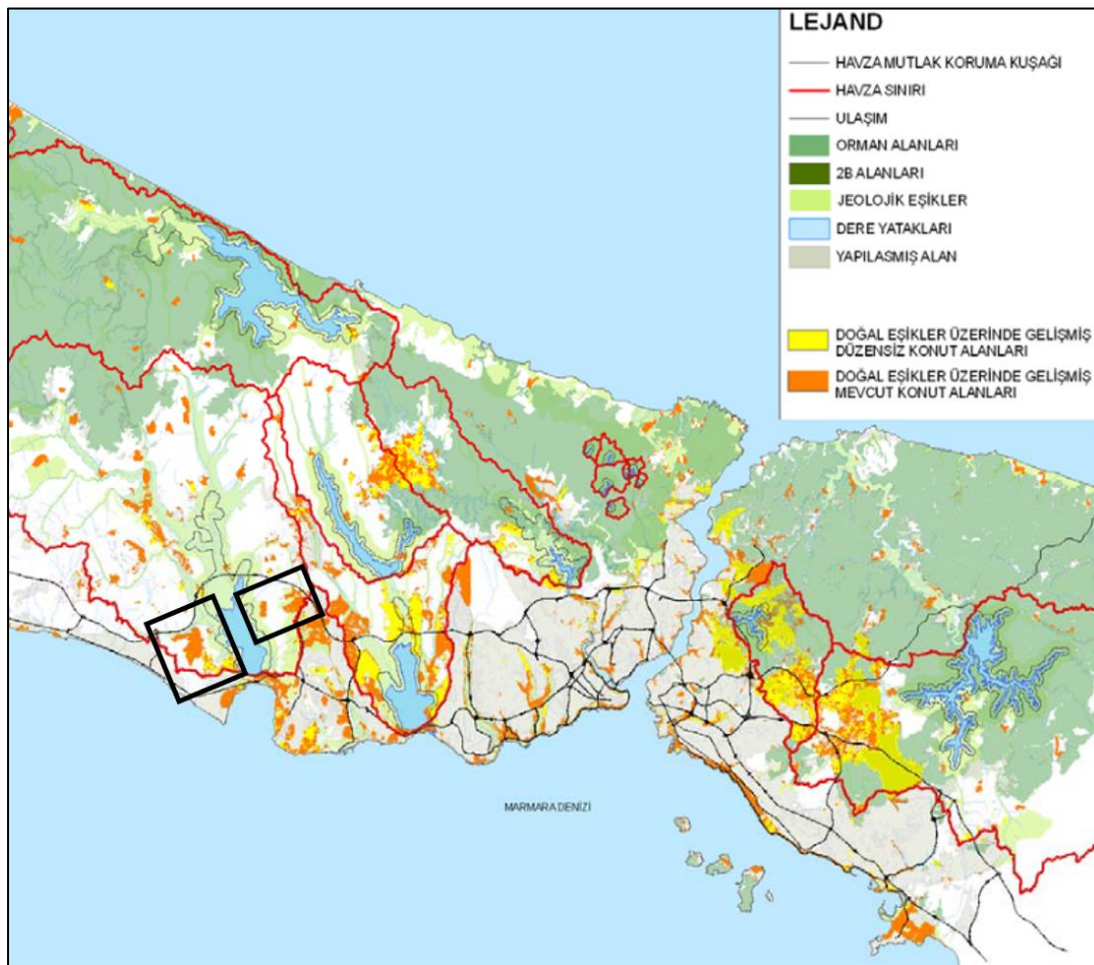 LEJAND
HAVZA MUTLAK KORUMA KUŞAĞI
HAVZA SINIRI
ULAŞIM
ORMAN ALANLARI
2B ALANLARI
JEOLOJİK EŞİKLER
DERE YATAKLARI
YAPILASMIŞ ALAN
DOĞAL EŞİKLER ÜZERİNDE GELİŞMİŞ
DÜZENSİZ KONUT ALANLARI
DOĞAL EŞİKLER ÜZERİNDE GELİŞMİŞ
MEVCUT KONUT ALANLARI
MARMARA DENİZİ